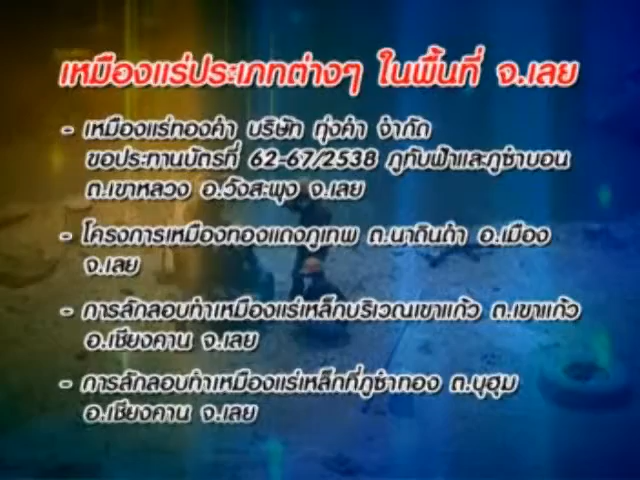 เหมืองแร่ประเภทต่างๆ ในพื้นที่ จ.เลย
- เหมืองแร่ทองคำ บริษัท ทุ่งคำ จำกัด
ขอประทานบัตรที่ 62-67/2538 ภูทับฟ้าและภูซำบอน
ต.เขาหลวง อ.วังสะพุง จ.เลย
- โครงการเหมืองทองแดงภูเทพ ต.นาดินดำ อ.เมือง
จ.เลย
- การลักลอบทำเหมืองแร่เหล็กบริเวณเขาแก้ว ต.เขาแก้ว
อ.เชียงคาน จ.เลย
- การลักลอบทำเหมืองแร่เหล็กที่ภูซำทอง ต.บุฮม
อ.เชียงคาน จ.เลย